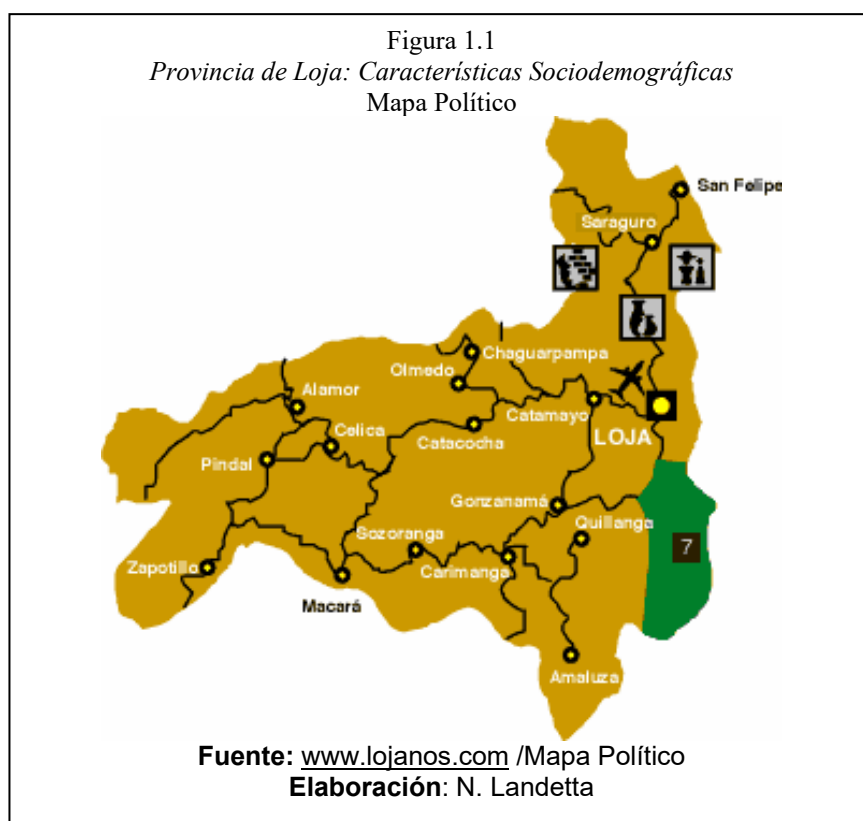 Figura 1.1
Provincia de Loja: Características Sociodemográficas
Mapa Político
San Felipe
Saraguro
Chaguarpampa
Olmedo
Alamor
Catamayo
Celica
Catacocha
LOJA
Pindal
Gonzanamá
Quillanga
Sozoranga
7
Zapotillo
Carimanga
Macará
Amaluza
Fuente: www.lojanos.com /Mapa Político
Elaboración: N. Landetta